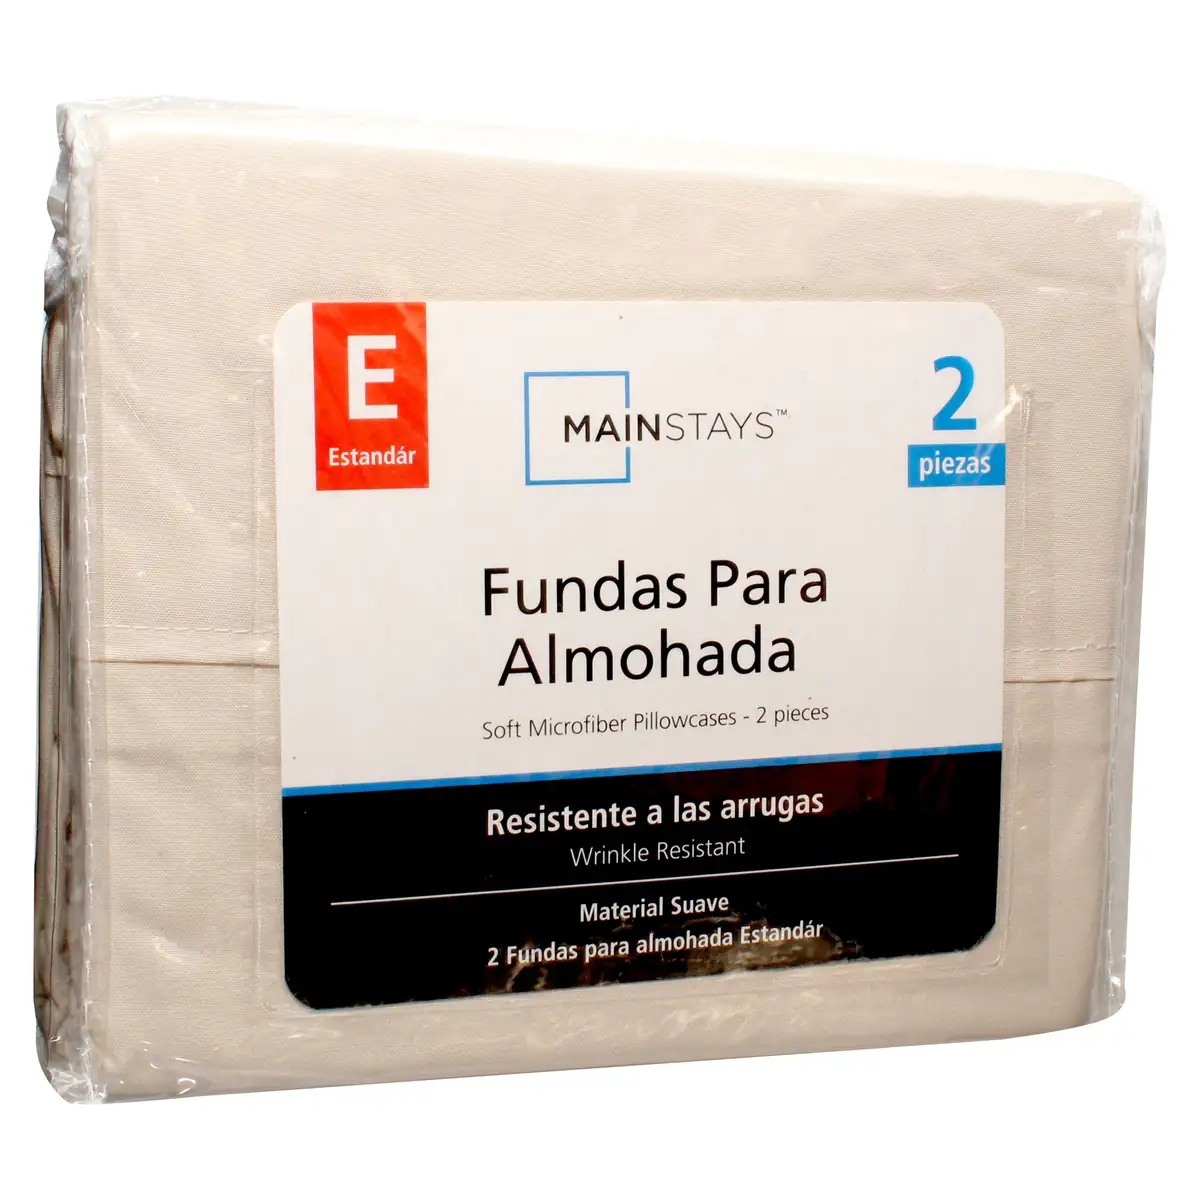 E
Estandár
MAINSTAYS™
2
piezas
Fundas Para
Almohada
Soft Microfiber Pillowcases - 2 pieces
Resistente a las arrugas
Wrinkle Resistant
Material Suave
2 Fundas para almohada Estandár